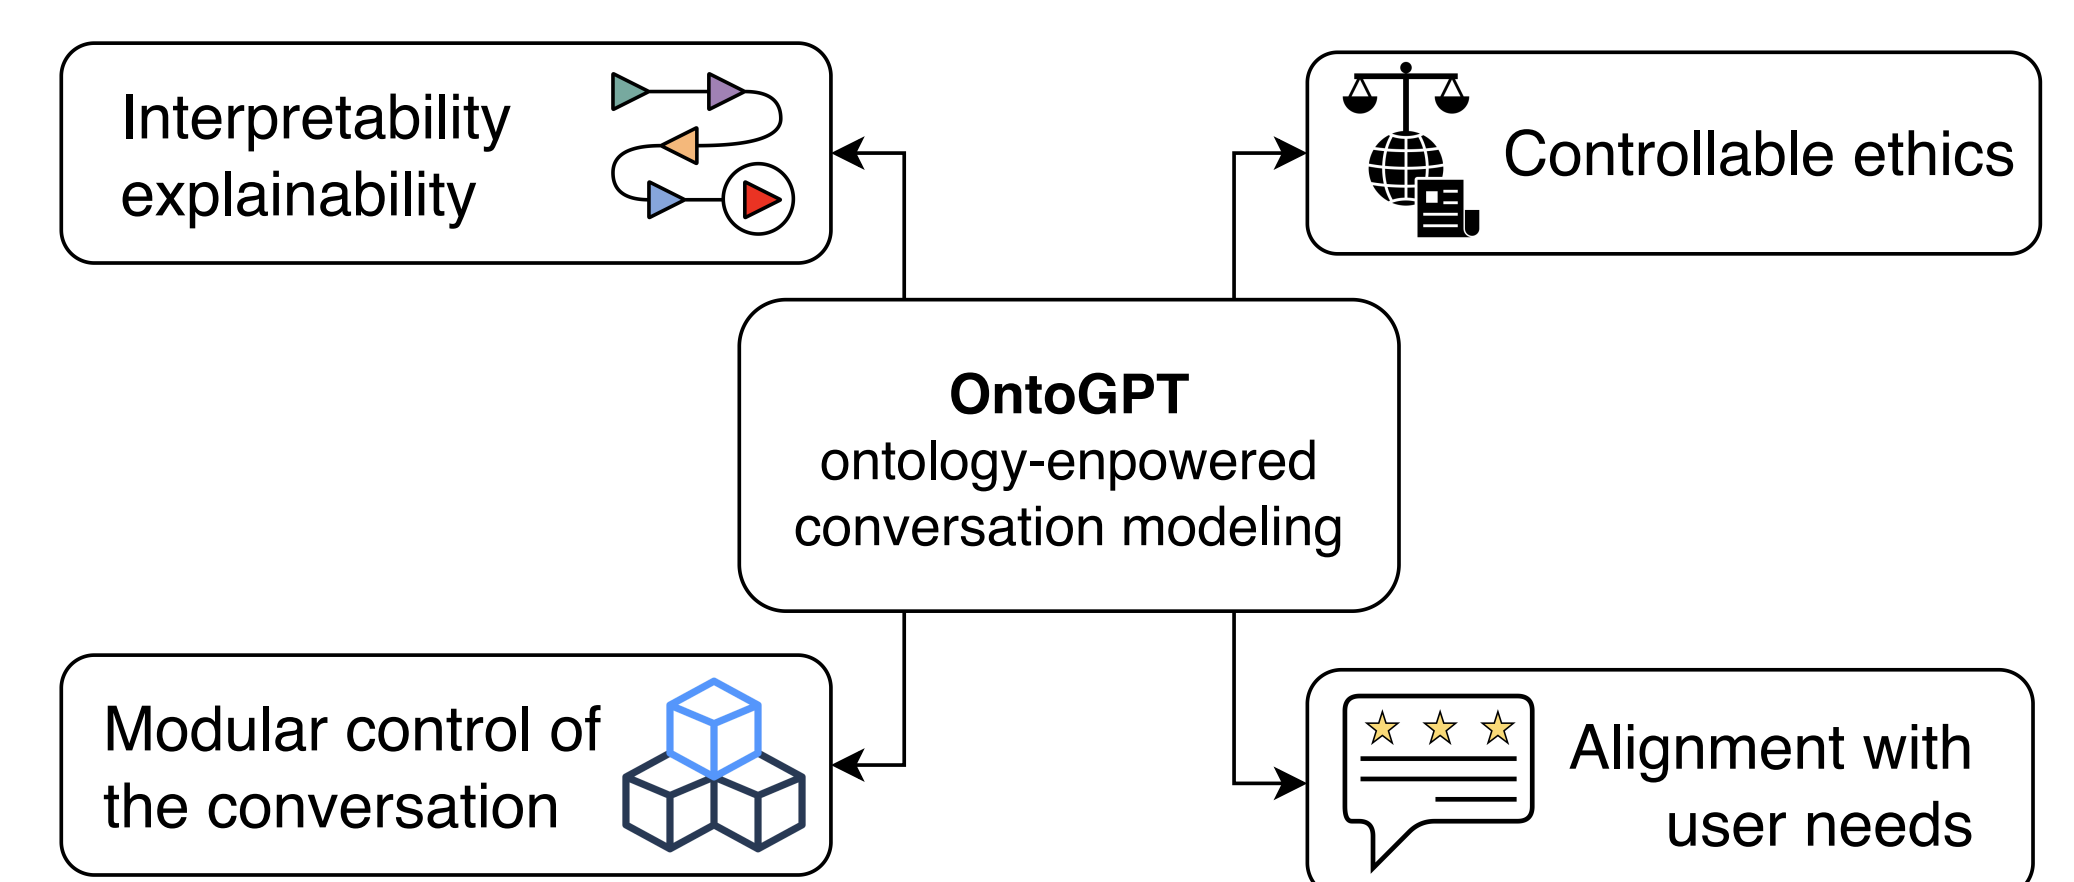 Interpretability
explainability
Controllable ethics
OntoGPT
ontology-enpowered
conversation modeling
Modular control of
the conversation
Alignment with
user needs